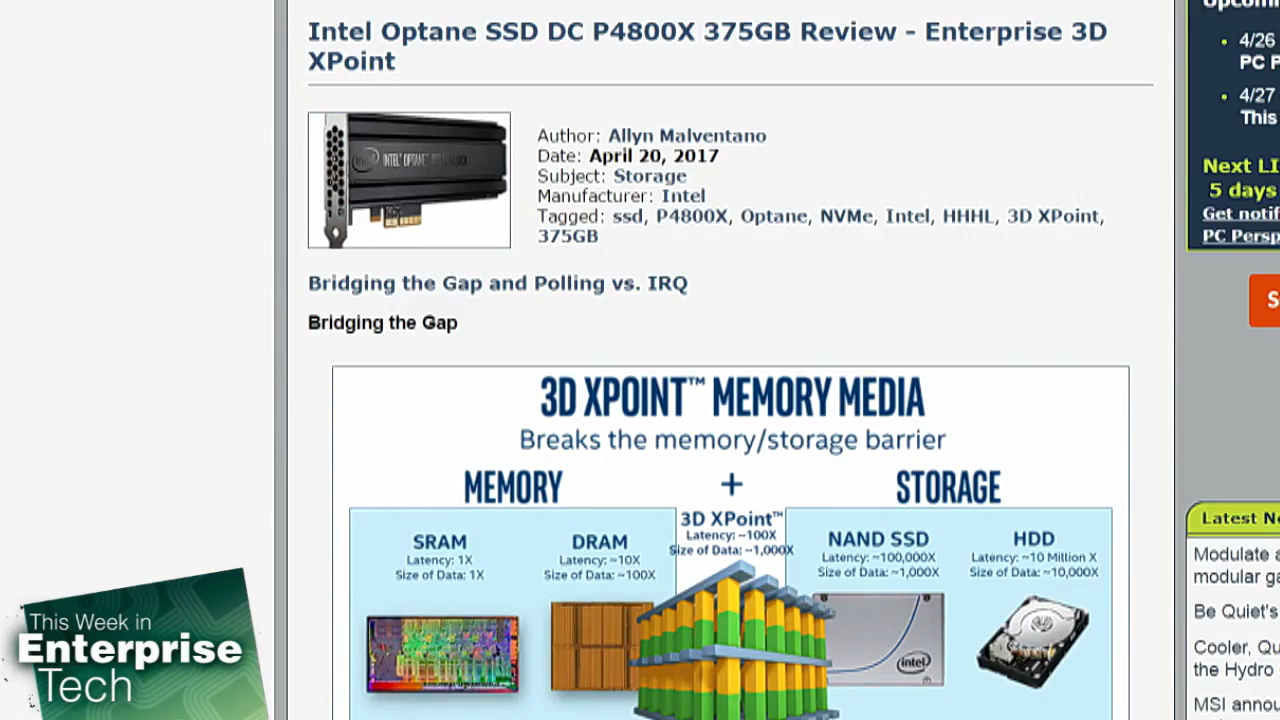 Intel Optane SSD DC P4800X 375GB Review - Enterprise 3D
XPoint
Author: Allyn Malventano
Date: April 20, 2017
Subject: Storage
Manufacturer: Intel
Tagged: ssd, P4800X, Optane, NVMe, Intel, HHHL, 3D XPoint,
375GB
Bridging the Gap and Polling vs. IRQ
Bridging the Gap
3D XPOINT™ MEMORY MEDIA
Breaks the memory/storage barrier
MEMORY
+
STORAGE
SRAM
Latency: 1X
Size of Data: 1X
DRAM
Latency: ~10X
Size of Data: ~100X
3D XPoint™
Latency: ~100X
Size of Data: ~1,000X
NAND SSD
Latency: ~100,000X
Size of Data: ~1,000X
HDD
Latency: ~10 Million X
Size of Data: ~10,000X
intel
4/26
PC P
4/27
This
Next LI
5 days
Get notif
PC Persp
S
Latest Ne
Modulate a
modular ga
Be Quiet's
Cooler, Qu
the Hydro
MSI annou
This Week in
Enterprise
Tech